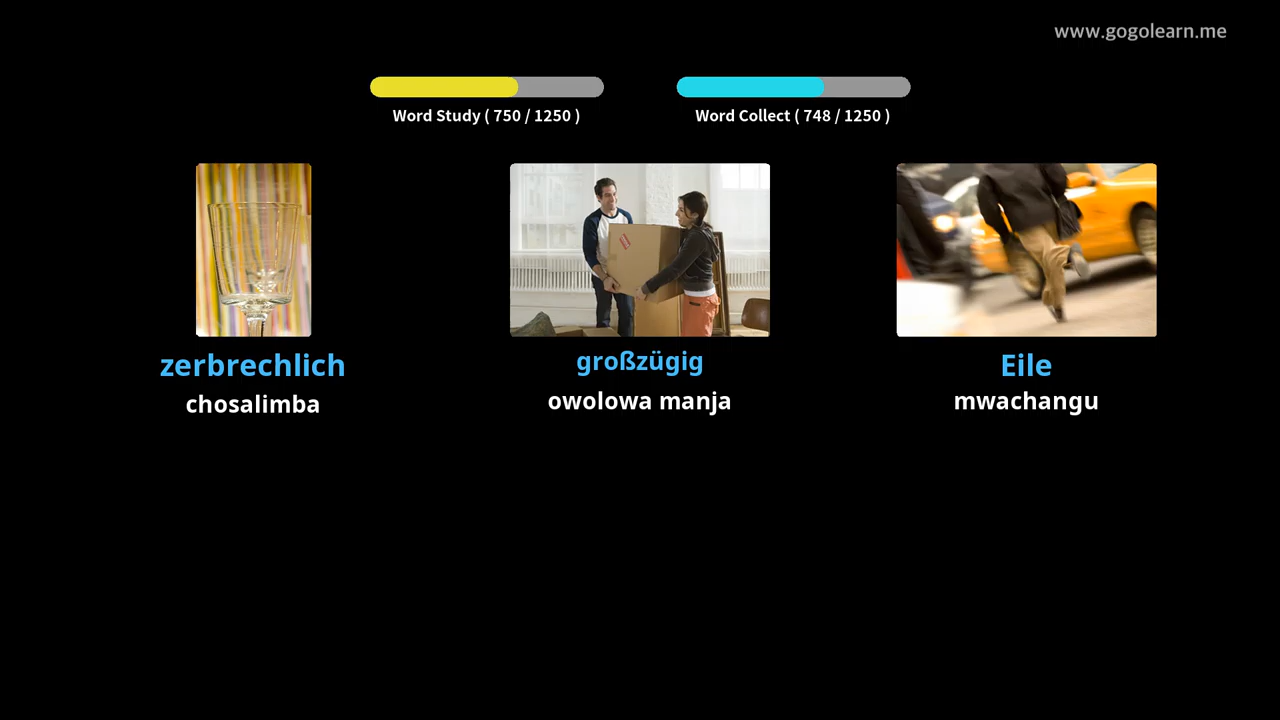 www.gogolearn.me
Word Study ( 750 / 1250 )
Word Collect ( 748 / 1250 )
zerbrechlich
chosalimba
großzügig
owolowa manja
Eile
mwachangu